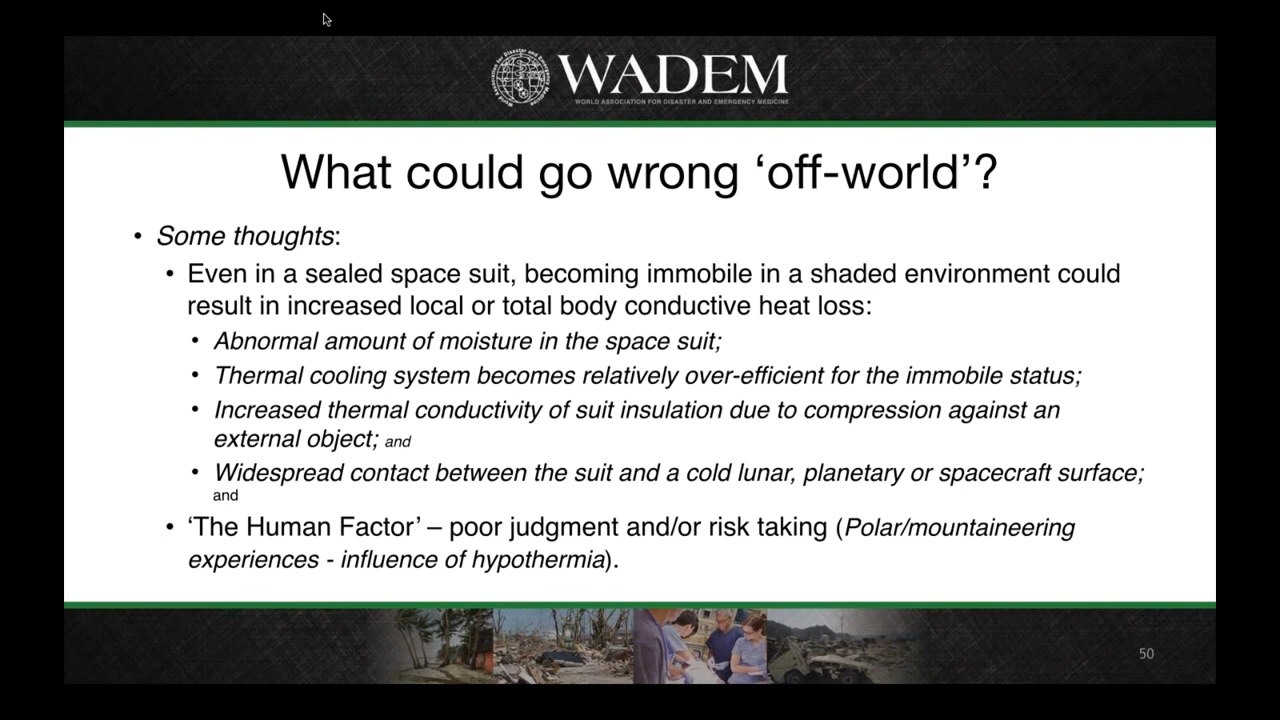 WADEM
WORLD ASSOCIATION FOR DISASTER AND EMERGENCY MEDICINE
What could go wrong ‘off-world’?
• Some thoughts:
• Even in a sealed space suit, becoming immobile in a shaded environment could
result in increased local or total body conductive heat loss:
• Abnormal amount of moisture in the space suit;
• Thermal cooling system becomes relatively over-efficient for the immobile status;
• Increased thermal conductivity of suit insulation due to compression against an
external object; and
• Widespread contact between the suit and a cold lunar, planetary or spacecraft surface;
and
• ‘The Human Factor’ – poor judgment and/or risk taking (Polar/mountaineering
experiences - influence of hypothermia).
50